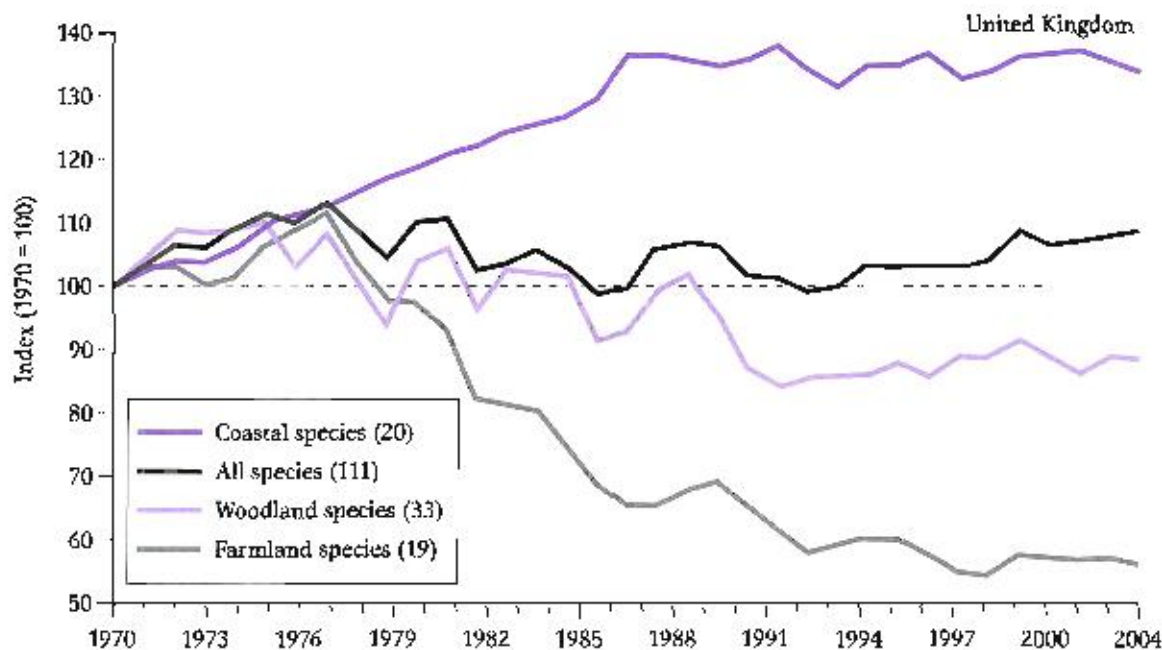 United Kingdom
140
130
120
110
100
90
80
70
60
50
Index (1970 = 100)
Coastal species (20)
All species (111)
Woodland species (33)
Farmland species (19)
1970 1973 1976 1979 1982 1985 1988 1991 1994 1997 2000 2004